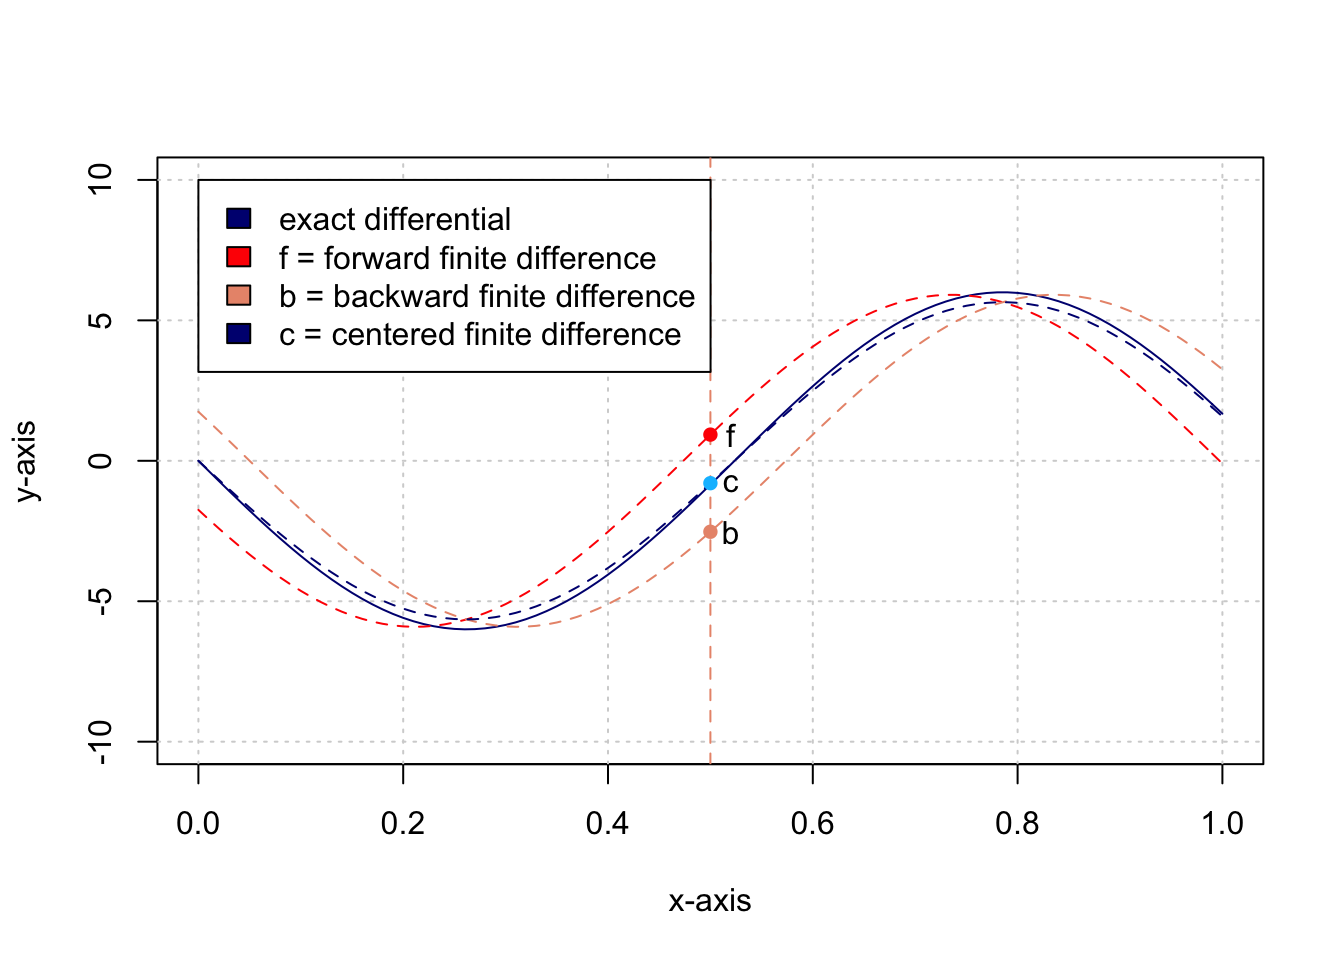 10
exact differential
f = forward finite difference
b = backward finite difference
c = centered finite difference
5
f
0
c
b
-5
-10
y-axis
0.0 0.2 0.4 0.6 0.8 1.0
x-axis